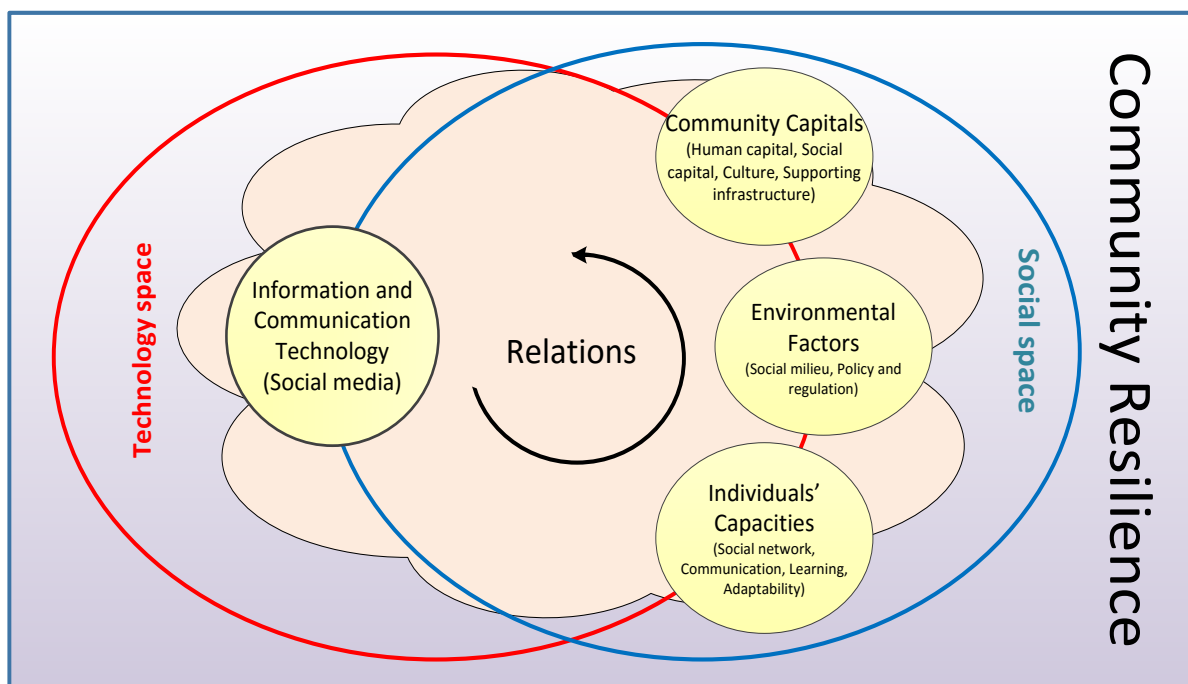 Community Resilience
Technology space
Information and
Communication
Technology
(Social media)
Relations
Community Capitals
(Human capital, Social
capital, Culture, Supporting
infrastructure)
Environmental
Factors
(Social milieu, Policy and
regulation)
Individuals’
Capacities
(Social network,
Communication, Learning,
Adaptability)
Social space